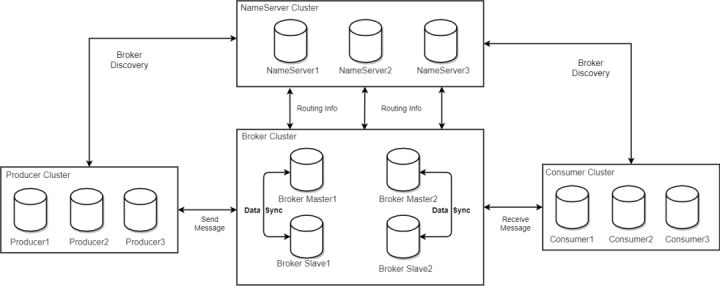 NameServer Cluster
NameServer1
NameServer2
NameServer3
Broker
Discovery
Broker
Discovery
Routing Info
Routing Info
Broker Cluster
Broker Master1
Broker Master2
Data Sync
Data Sync
Broker Slave1
Broker Slave2
Producer Cluster
Producer1
Producer2
Producer3
Send
Message
Receive
Message
Consumer Cluster
Consumer1
Consumer2
Consumer3